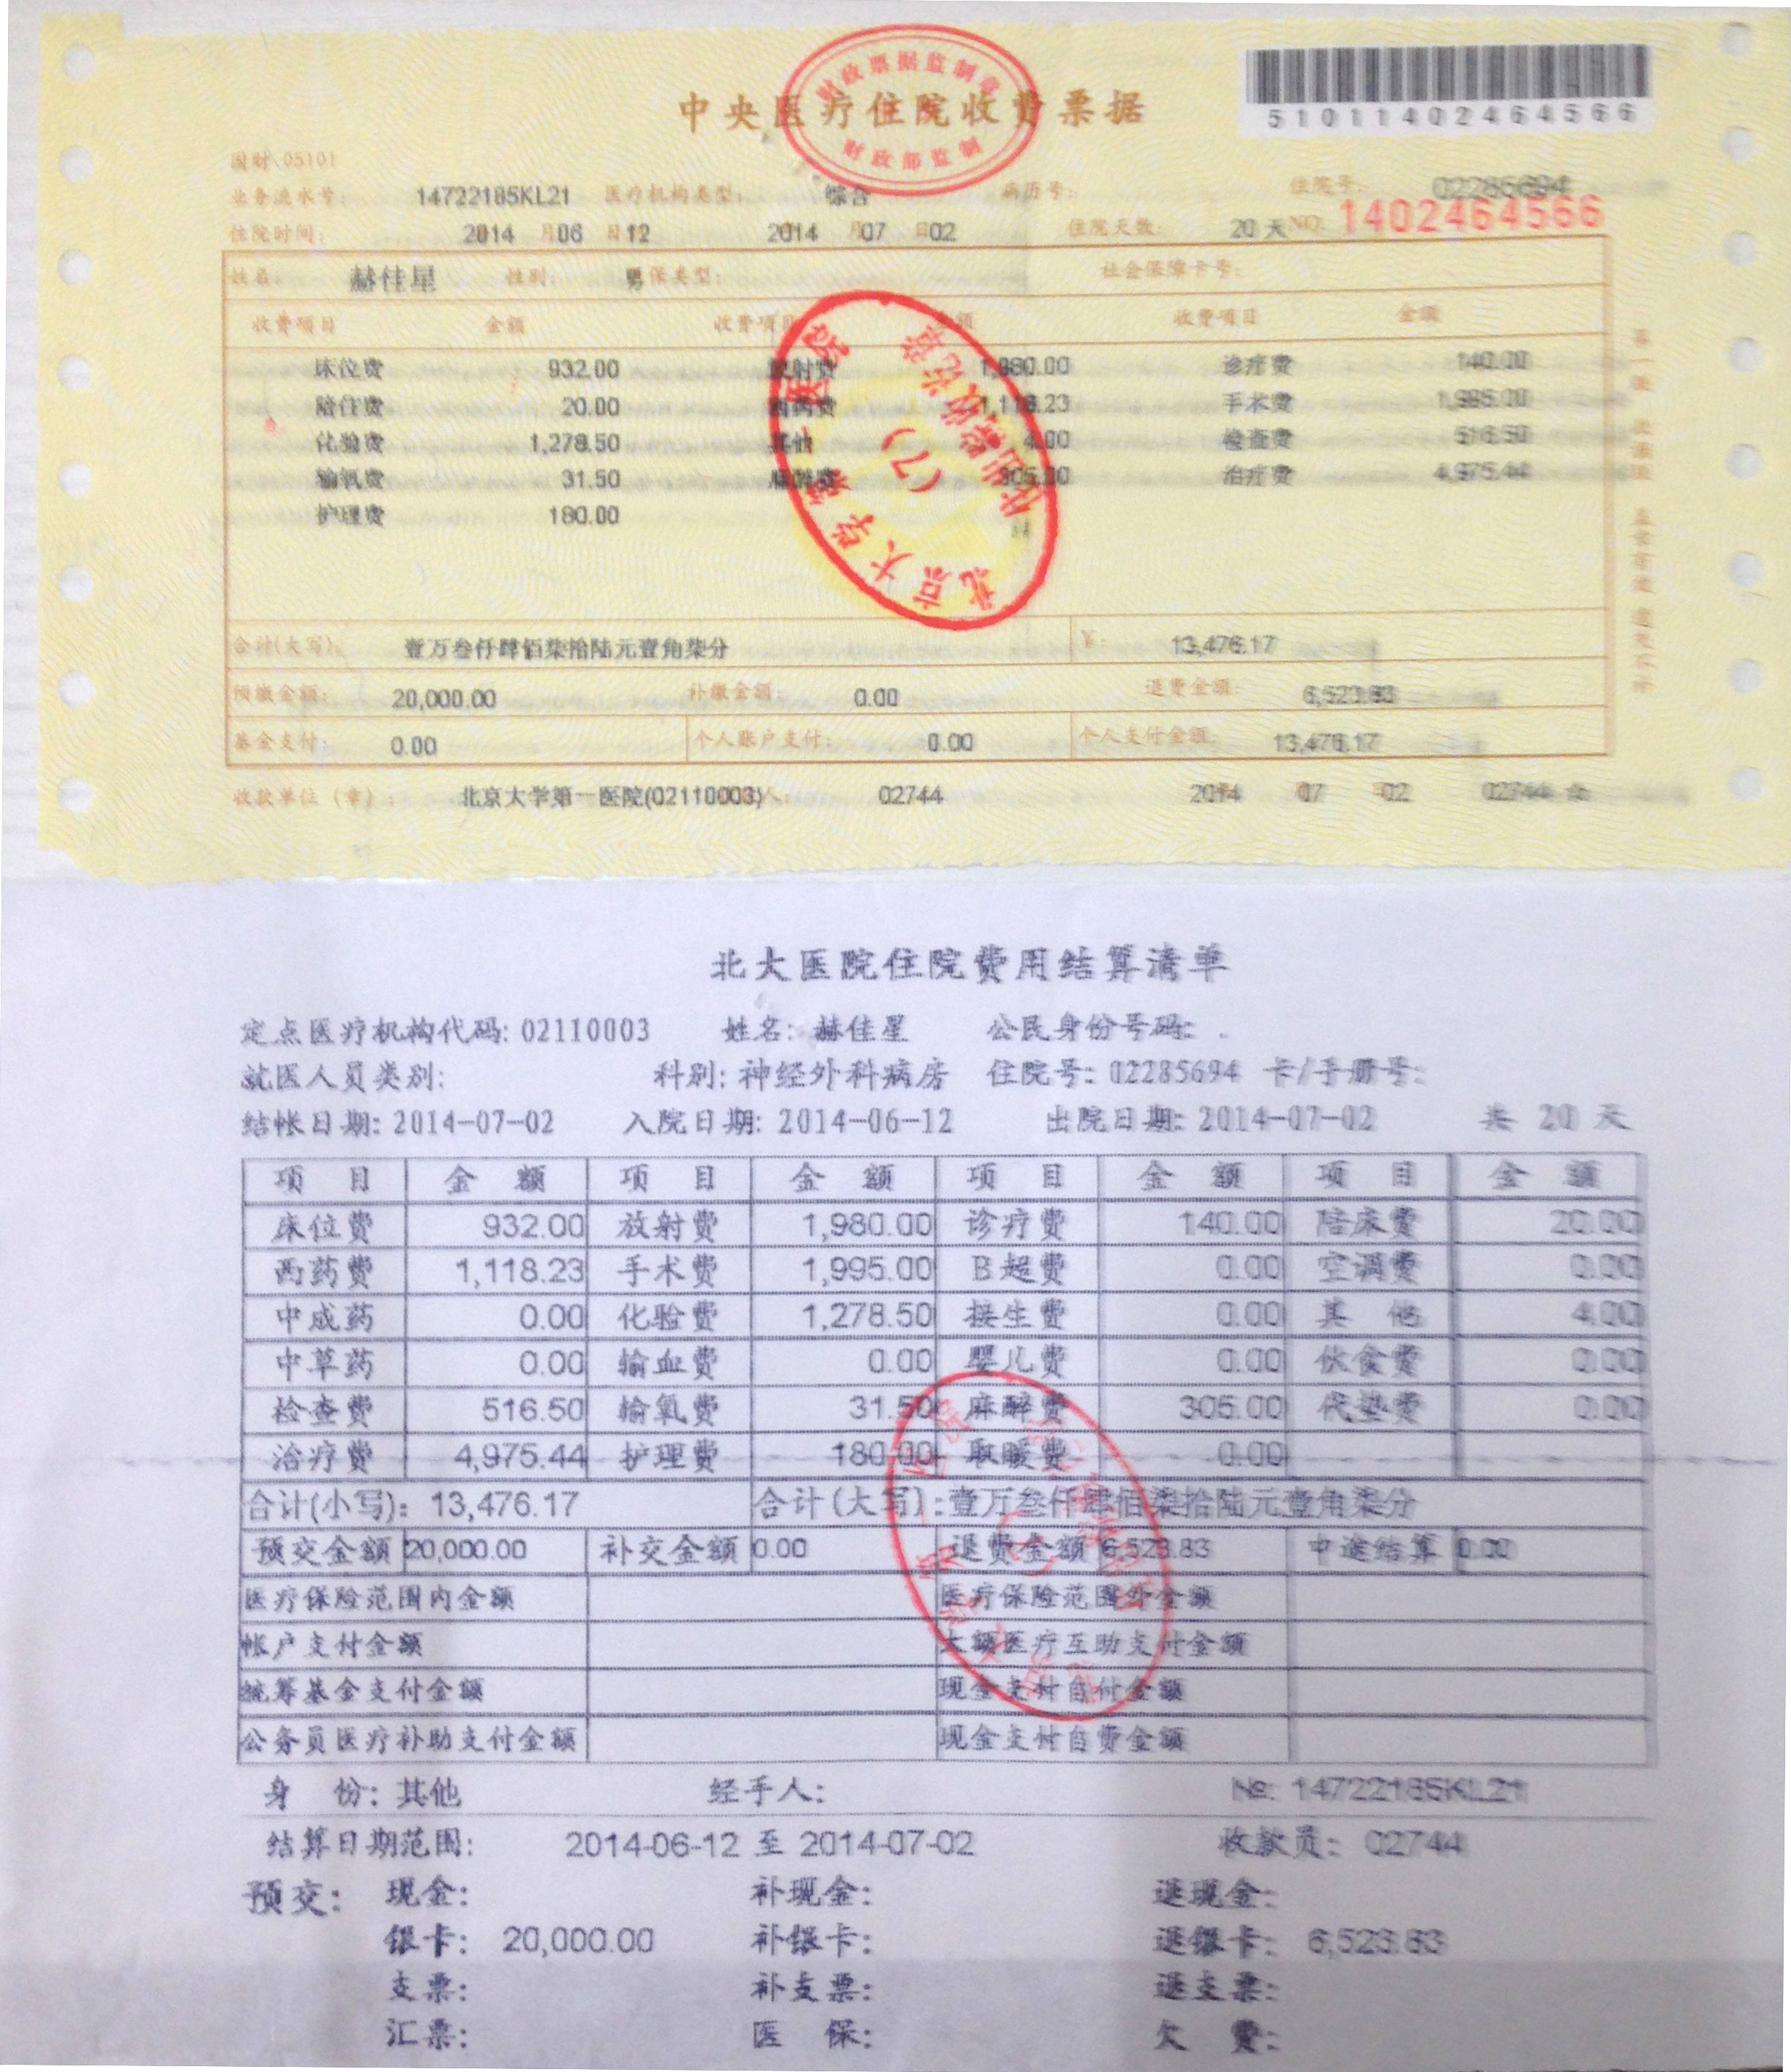 中央医疗住院收费票据
财政票据监制章
财政部监制
51011402464566
国财 05101
业务流水号: 14722185KL21 医疗机构类型: 综合 病历号: 住院号: 02285694
住院时间: 2014 月06 日12 2014 月07 日02 住院天数: 20 天 NO: 1402464566
姓名: 赫佳星 性别: 男 保类型: 社会保障卡号:
收费项目 金额 收费项目 金额 收费项目 金额
床位费 932.00 放射费 1,980.00 诊疗费 140.00
陪住费 20.00 西药费 1,118.23 手术费 1,995.00
化验费 1,278.50 其他 4.00 检查费 516.50
输氧费 31.50 麻醉费 305.00 治疗费 4,975.44
护理费 180.00
北京大学第一医院
住出院收费专章
(7)
合计(大写): 壹万叁仟肆佰柒拾陆元壹角柒分 ¥: 13,476.17
预缴金额: 20,000.00 补缴金额: 0.00 退费金额: 6,523.83
基金支付: 0.00 个人账户支付: 0.00 个人支付金额: 13,476.17
收款单位(章): 北京大学第一医院(02110003) 人: 02744 2014 07 02 02744
北大医院住院费用结算清单
定点医疗机构代码: 02110003 姓名: 赫佳星 公民身份号码: .
就医人员类别: 科别: 神经外科病房 住院号: 02285694 卡/手册号:
结帐日期: 2014-07-02 入院日期: 2014-06-12 出院日期: 2014-07-02 共 20 天
项 目 金 额 项 目 金 额 项 目 金 额 项 目 金 额
床位费 932.00 放射费 1,980.00 诊疗费 140.00 陪床费 20.00
西药费 1,118.23 手术费 1,995.00 B超费 0.00 空调费 0.00
中成药 0.00 化验费 1,278.50 接生费 0.00 其 他 4.00
中草药 0.00 输血费 0.00 婴儿费 0.00 伙食费 0.00
检查费 516.50 输氧费 31.50 麻醉费 305.00 代垫费 0.00
治疗费 4,975.44 护理费 180.00 取暖费 0.00
合计(小写): 13,476.17 合计(大写):壹万叁仟肆佰柒拾陆元壹角柒分
预交金额 20,000.00 补交金额 0.00 退费金额 6,523.83 中途结算 0.00
医疗保险范围内金额 医疗保险范围外金额
帐户支付金额 大额医疗互助支付金额
统筹基金支付金额 现金支付自付金额
公务员医疗补助支付金额 现金支付自费金额
身 份: 其他 经手人: №: 14722185KL21
结算日期范围: 2014-06-12 至 2014-07-02 收款员: 02744
预交: 现金: 补现金: 退现金:
银卡: 20,000.00 补银卡: 退银卡: 6,523.83
支票: 补支票: 退支票:
汇票: 医 保: 欠 费: